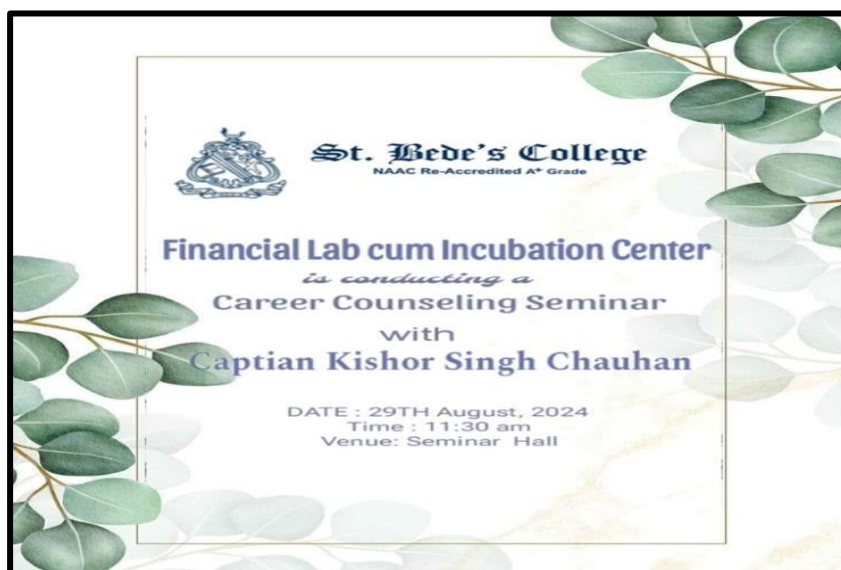 St. Bede's College
NAAC Re-Accredited A+ Grade
Financial Lab cum Incubation Center
is conducting a
Career Counseling Seminar
with
Captian Kishor Singh Chauhan
DATE : 29TH August, 2024
Time : 11:30 am
Venue: Seminar Hall